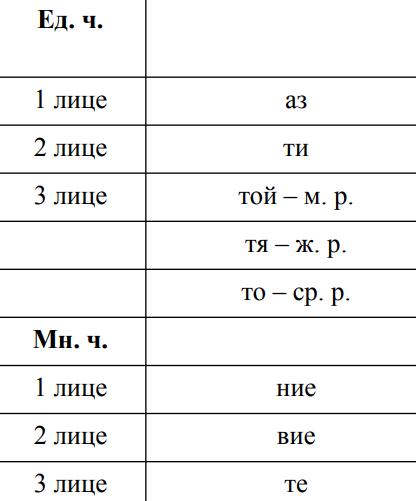 Ед. ч.
1 лице аз
2 лице ти
3 лице той – м. р.
тя – ж. р.
то – ср. р.
Мн. ч.
1 лице ние
2 лице вие
3 лице те